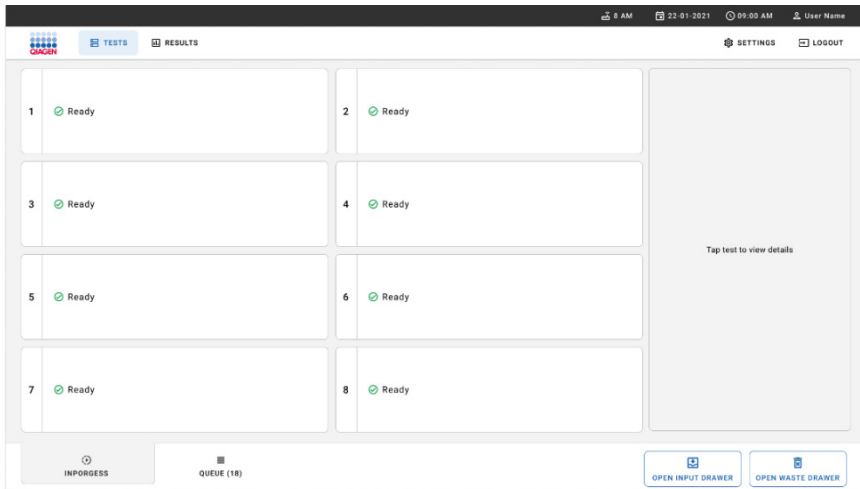 8 AM 22-01-2021 09:00 AM User Name
QIAGEN TESTS RESULTS SETTINGS LOGOUT
1 Ready 2 Ready
3 Ready 4 Ready
Tap test to view details
5 Ready 6 Ready
7 Ready 8 Ready
INPORGESS QUEUE (18) OPEN INPUT DRAWER OPEN WASTE DRAWER